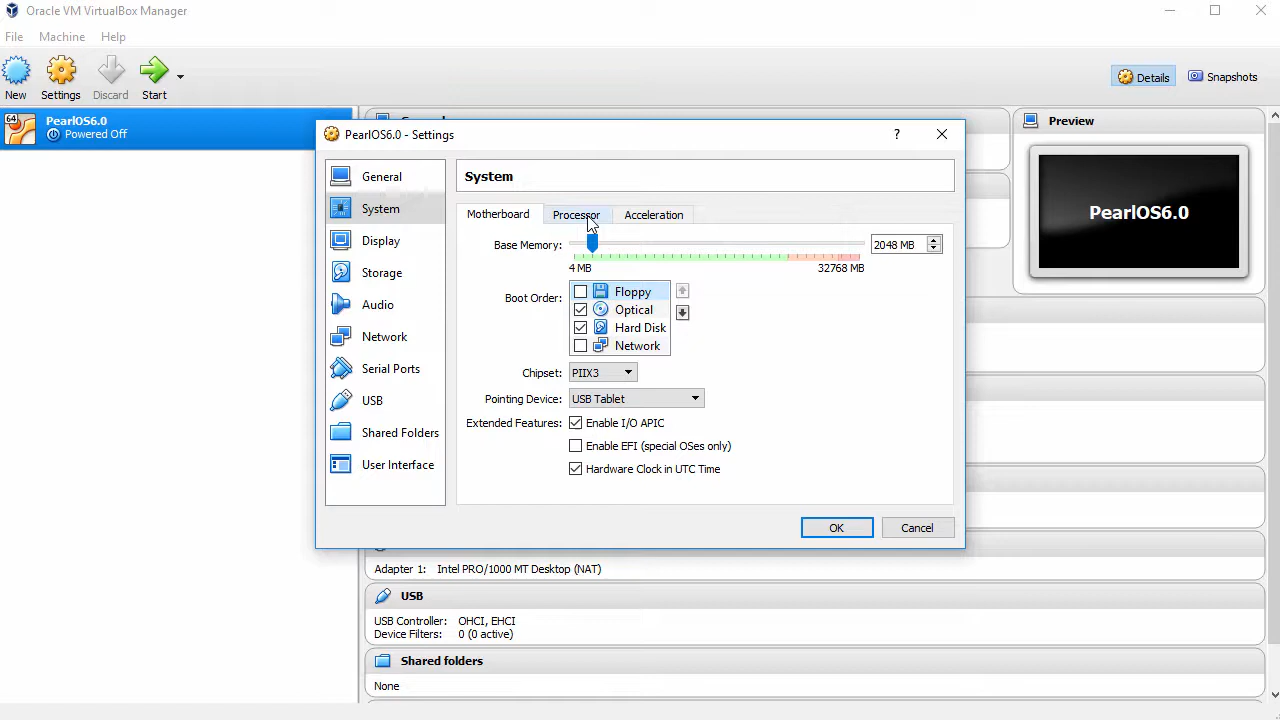 Oracle VM VirtualBox Manager
File Machine Help
New Settings Discard Start
Details Snapshots
64 PearlOS6.0
Powered Off
Preview
PearlOS6.0
PearlOS6.0 - Settings
?
General
System
Display
Storage
Audio
Network
Serial Ports
USB
Shared Folders
User Interface
System
Motherboard Processor Acceleration
Base Memory: 2048 MB
4 MB 32768 MB
Boot Order: Floppy
Optical
Hard Disk
Network
Chipset: PIIX3
Pointing Device: USB Tablet
Extended Features: Enable I/O APIC
Enable EFI (special OSes only)
Hardware Clock in UTC Time
OK Cancel
Adapter 1: Intel PRO/1000 MT Desktop (NAT)
USB
USB Controller: OHCI, EHCI
Device Filters: 0 (0 active)
Shared folders
None